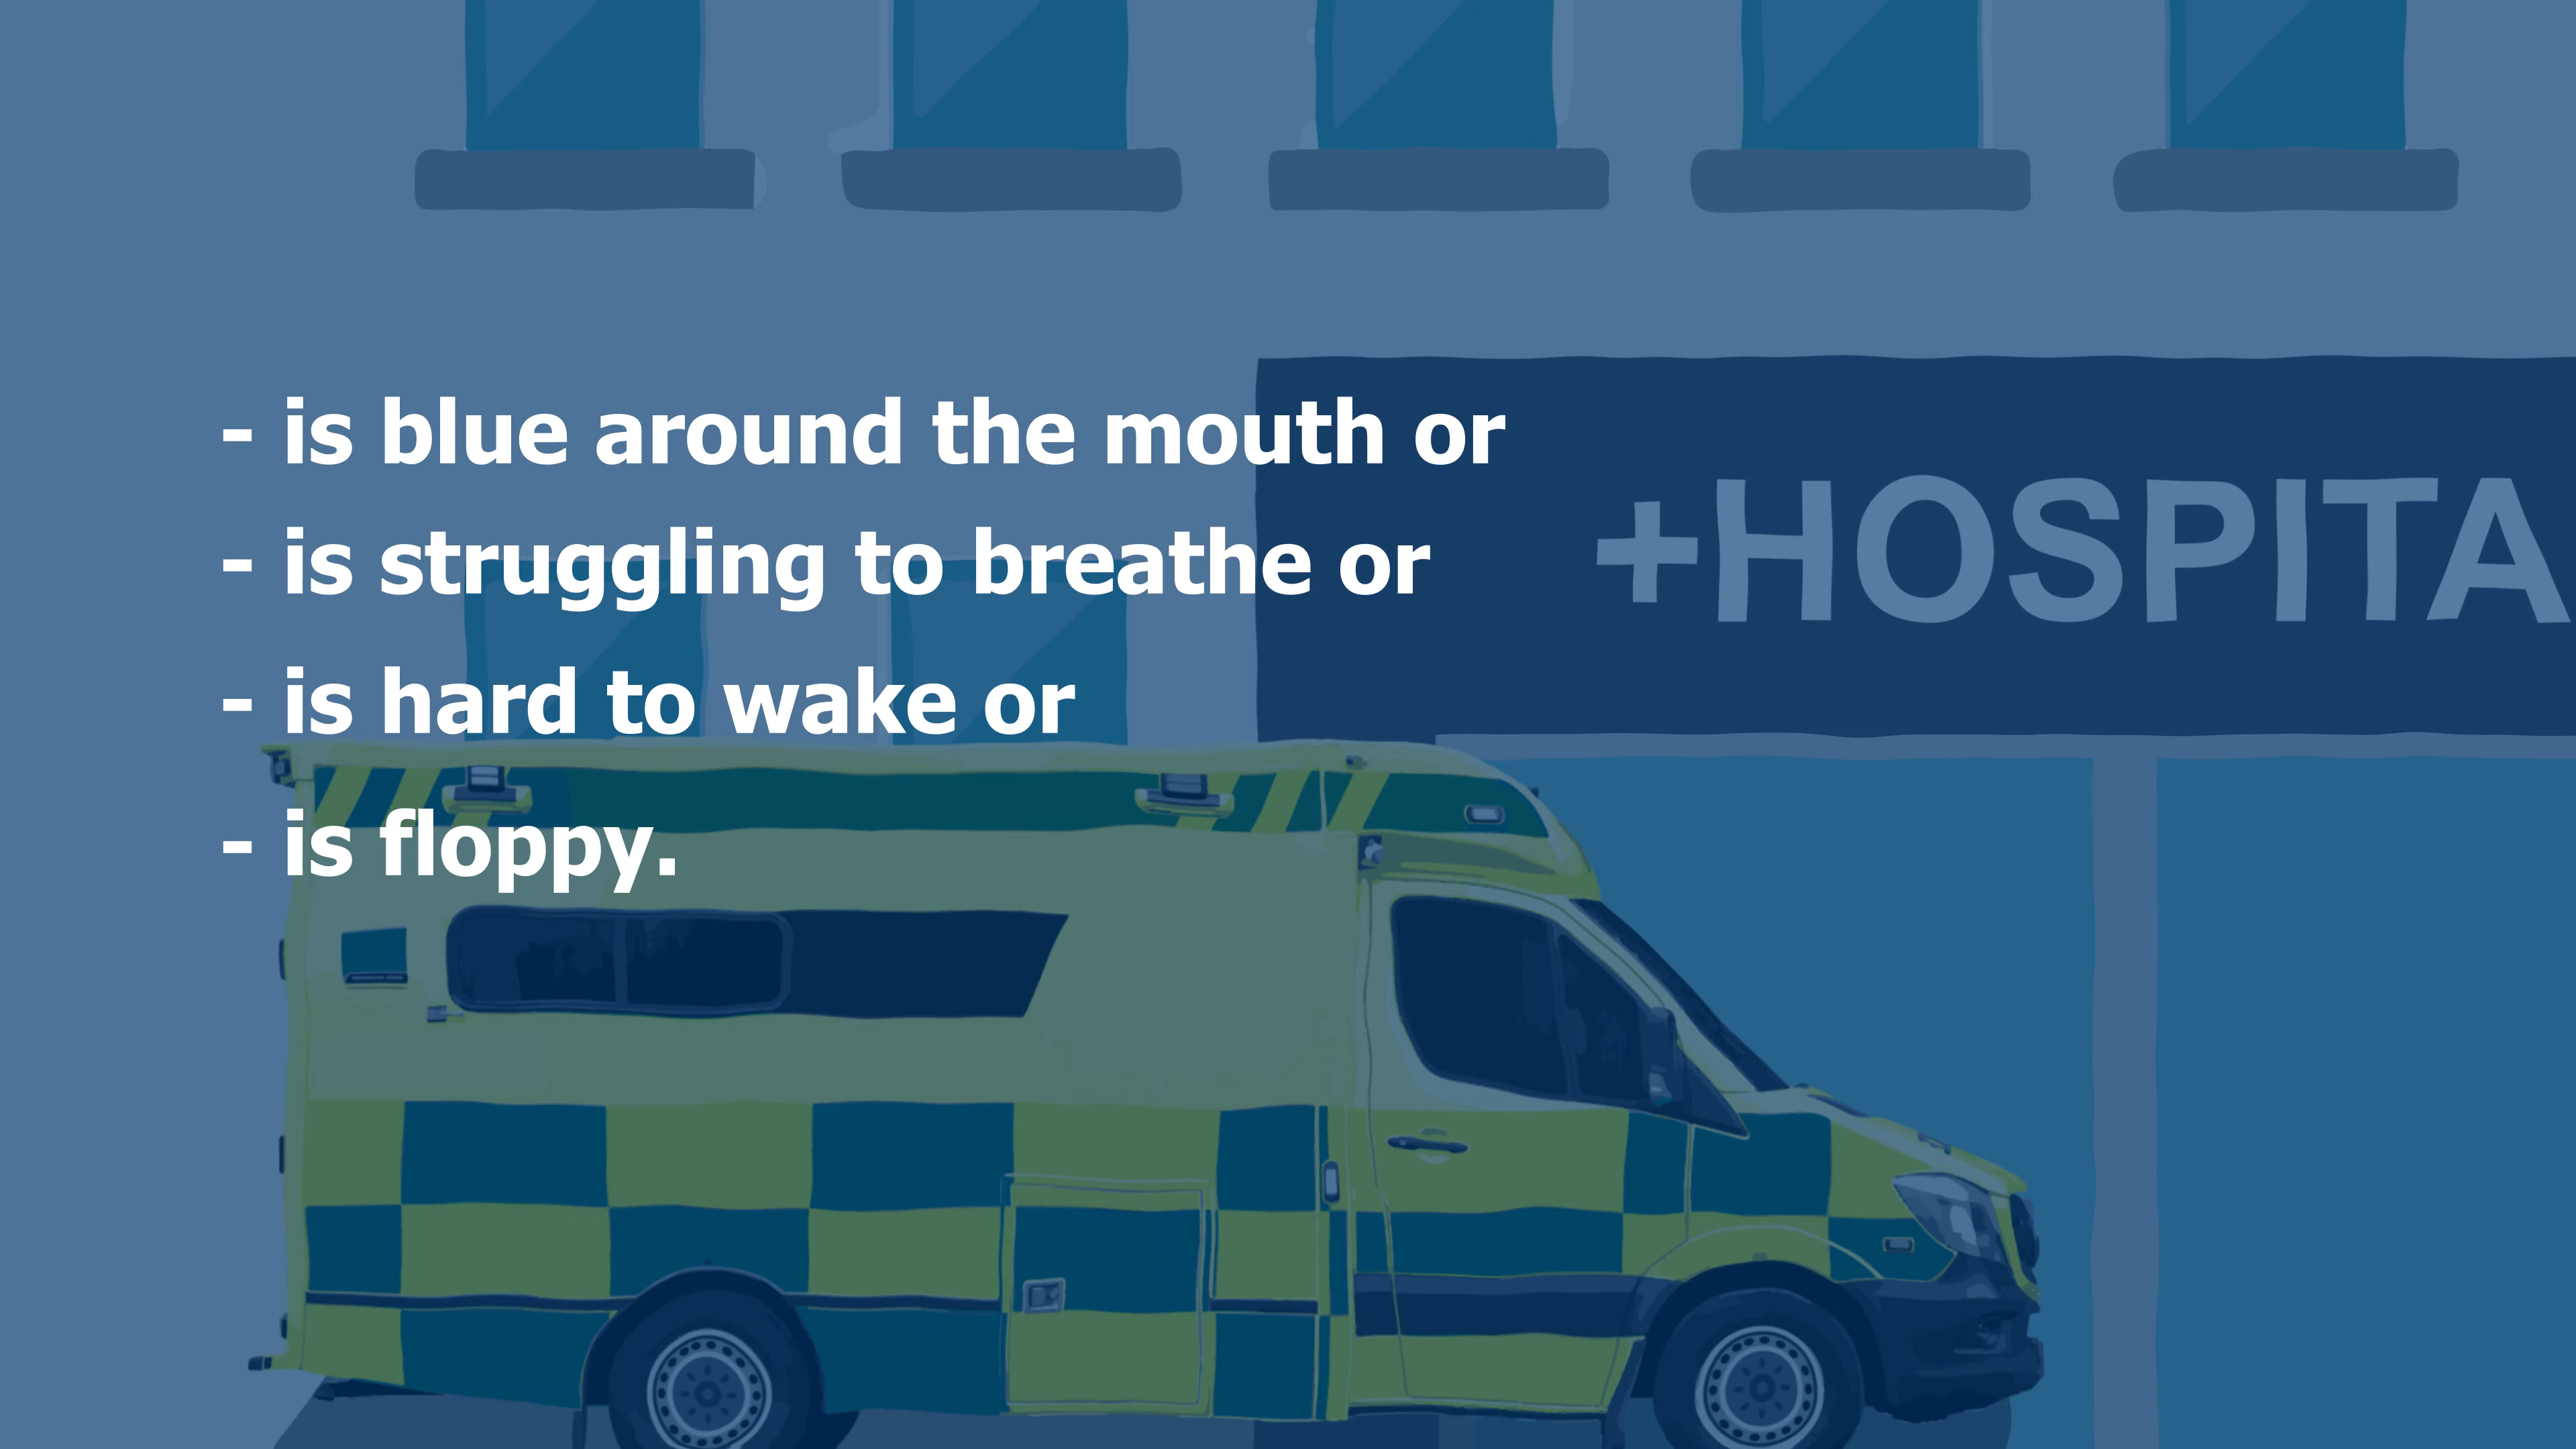 - is blue around the mouth or
- is struggling to breathe or
+HOSPITA
- is hard to wake or
- is floppy.